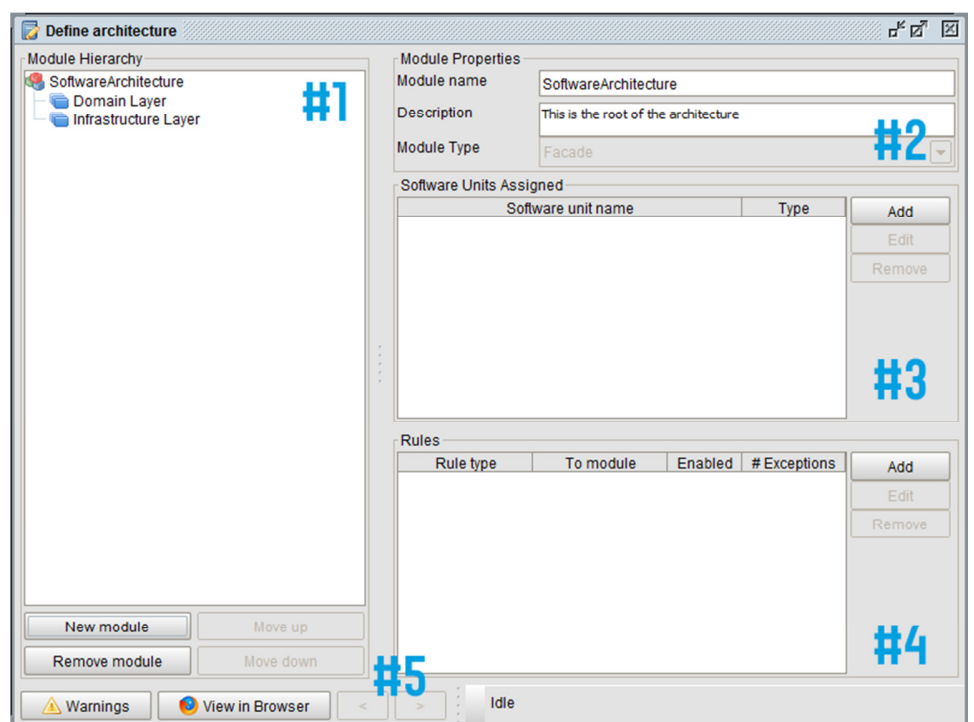 Define architecture
Module Hierarchy
SoftwareArchitecture
Domain Layer
Infrastructure Layer
#1
New module
Move up
Remove module
Move down
Module Properties
Module name
SoftwareArchitecture
Description
This is the root of the architecture
Module Type
Facade
#2
Software Units Assigned
Software unit name
Type
Add
Edit
Remove
#3
Rules
Rule type
To module
Enabled
# Exceptions
Add
Edit
Remove
#4
#5
Warnings
View in Browser
<
>
Idle